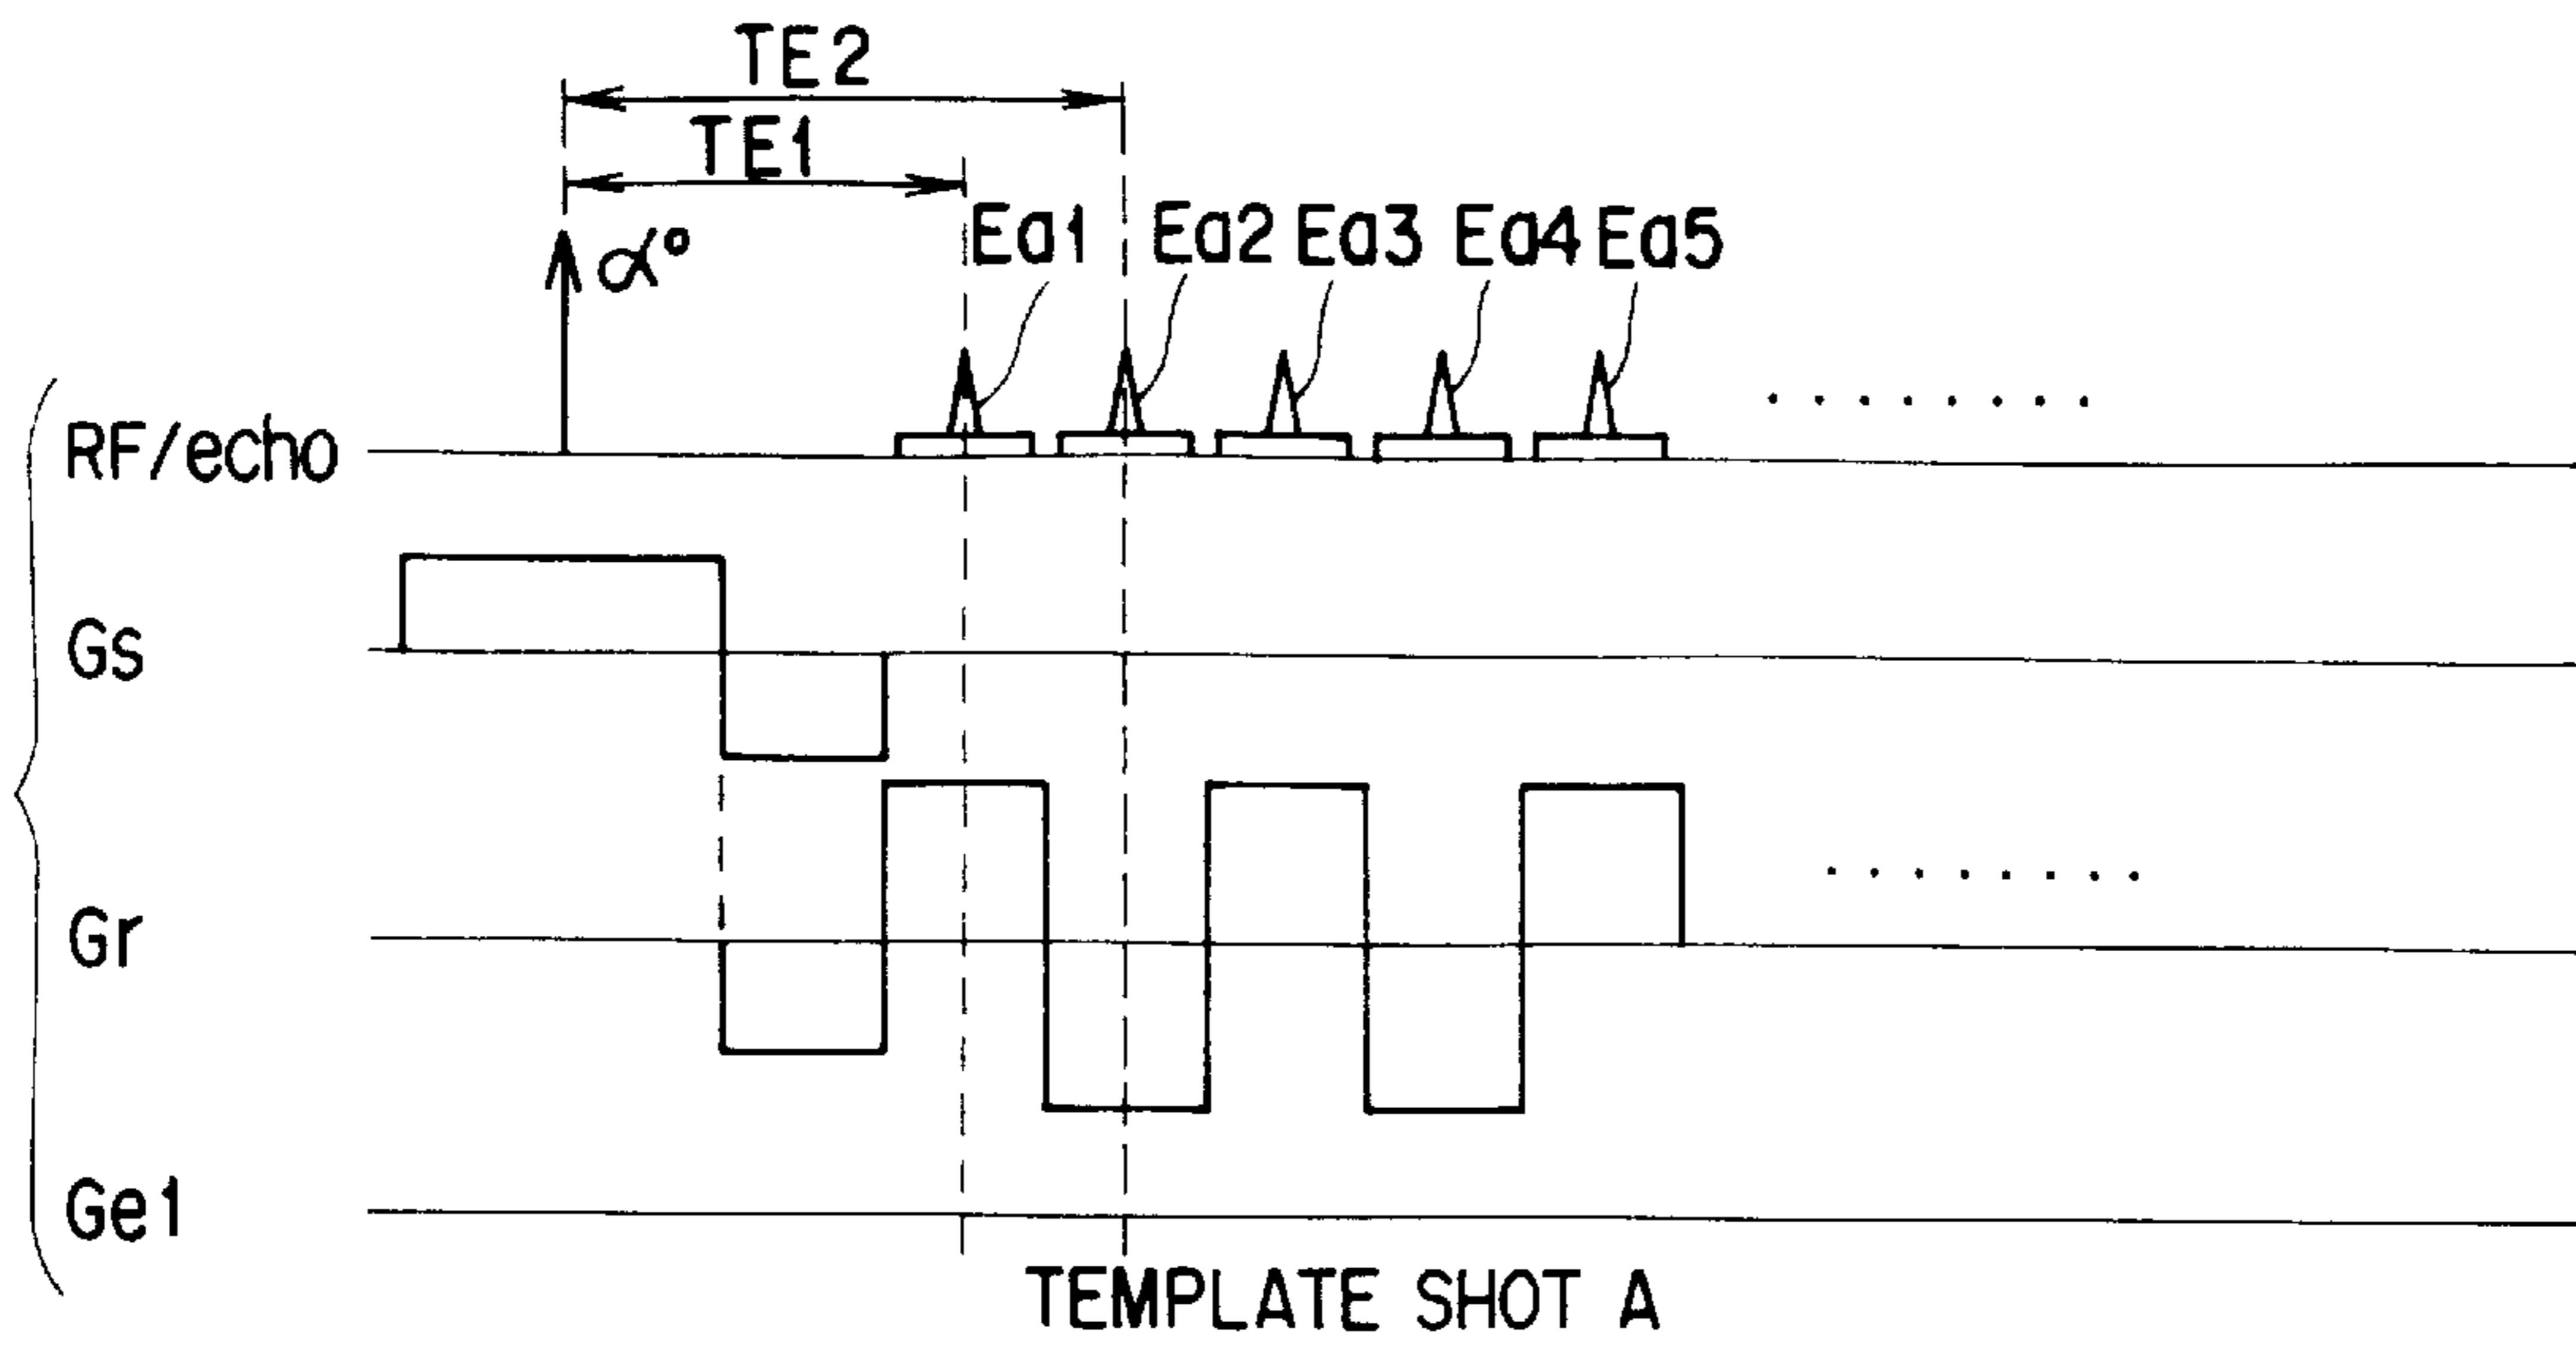 TE2
TE1
α°
Ea1 Ea2 Ea3 Ea4 Ea5
RF/echo
Gs
Gr
Ge1
TEMPLATE SHOT A